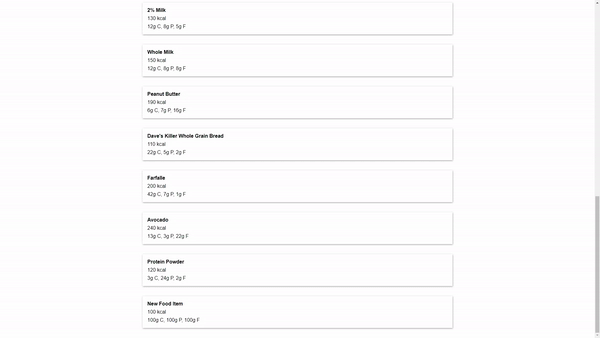 2% Milk
130 kcal
12g C, 8g P, 5g F
Whole Milk
150 kcal
12g C, 8g P, 8g F
Peanut Butter
190 kcal
6g C, 7g P, 16g F
Dave's Killer Whole Grain Bread
110 kcal
22g C, 5g P, 2g F
Farfalle
200 kcal
42g C, 7g P, 1g F
Avocado
240 kcal
13g C, 3g P, 22g F
Protein Powder
120 kcal
3g C, 24g P, 2g F
New Food Item
100 kcal
100g C, 100g P, 100g F